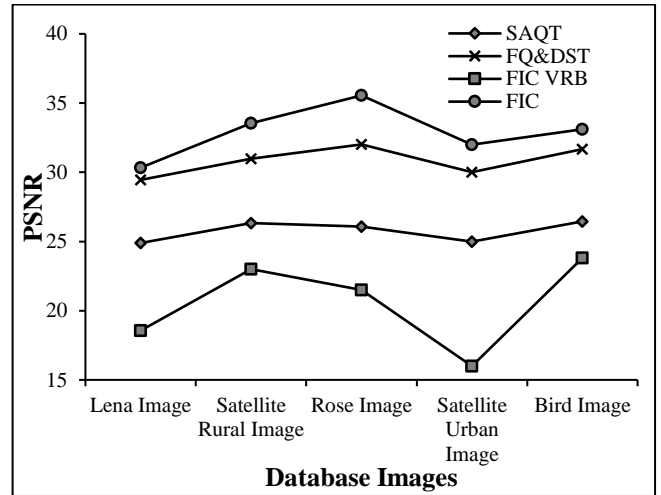 40
35
30
25
20
15
PSNR
SAQT
FQ&DST
FIC VRB
FIC
Lena Image
Satellite
Rural Image
Rose Image
Satellite
Urban
Image
Bird Image
Database Images